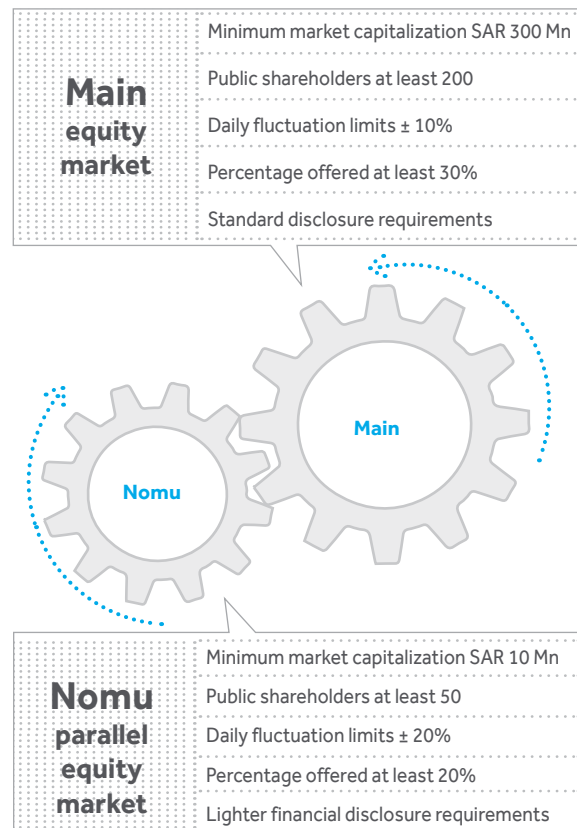 Main
equity
market
Minimum market capitalization SAR 300 Mn
Public shareholders at least 200
Daily fluctuation limits ± 10%
Percentage offered at least 30%
Standard disclosure requirements
Main
Nomu
Nomu
parallel
equity
market
Minimum market capitalization SAR 10 Mn
Public shareholders at least 50
Daily fluctuation limits ± 20%
Percentage offered at least 20%
Lighter financial disclosure requirements